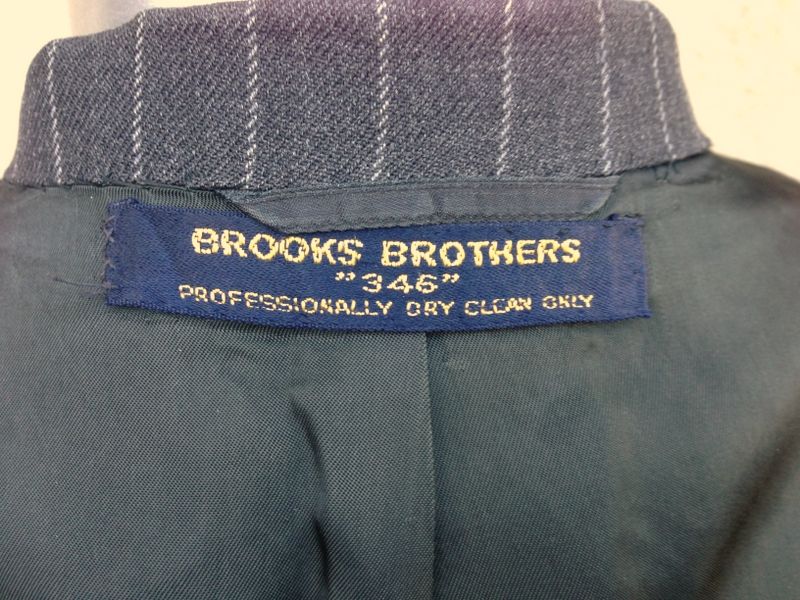 BROOKS BROTHERS
"346"
PROFESSIONALLY DRY CLEAN ONLY